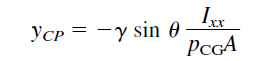 y_CP = −γ sin θ I_xx / (p_CG A)